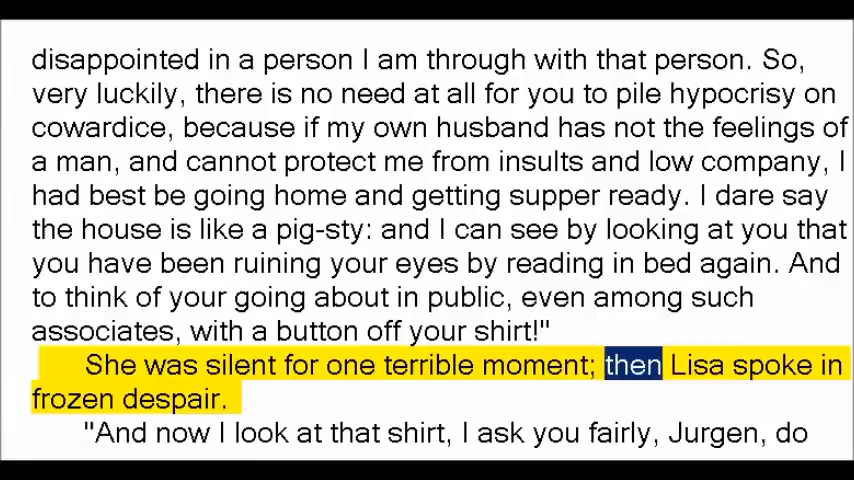 disappointed in a person I am through with that person. So,
very luckily, there is no need at all for you to pile hypocrisy on
cowardice, because if my own husband has not the feelings of
a man, and cannot protect me from insults and low company, I
had best be going home and getting supper ready. I dare say
the house is like a pig-sty: and I can see by looking at you that
you have been ruining your eyes by reading in bed again. And
to think of your going about in public, even among such
associates, with a button off your shirt!"
She was silent for one terrible moment; then Lisa spoke in
frozen despair.
"And now I look at that shirt, I ask you fairly, Jurgen, do